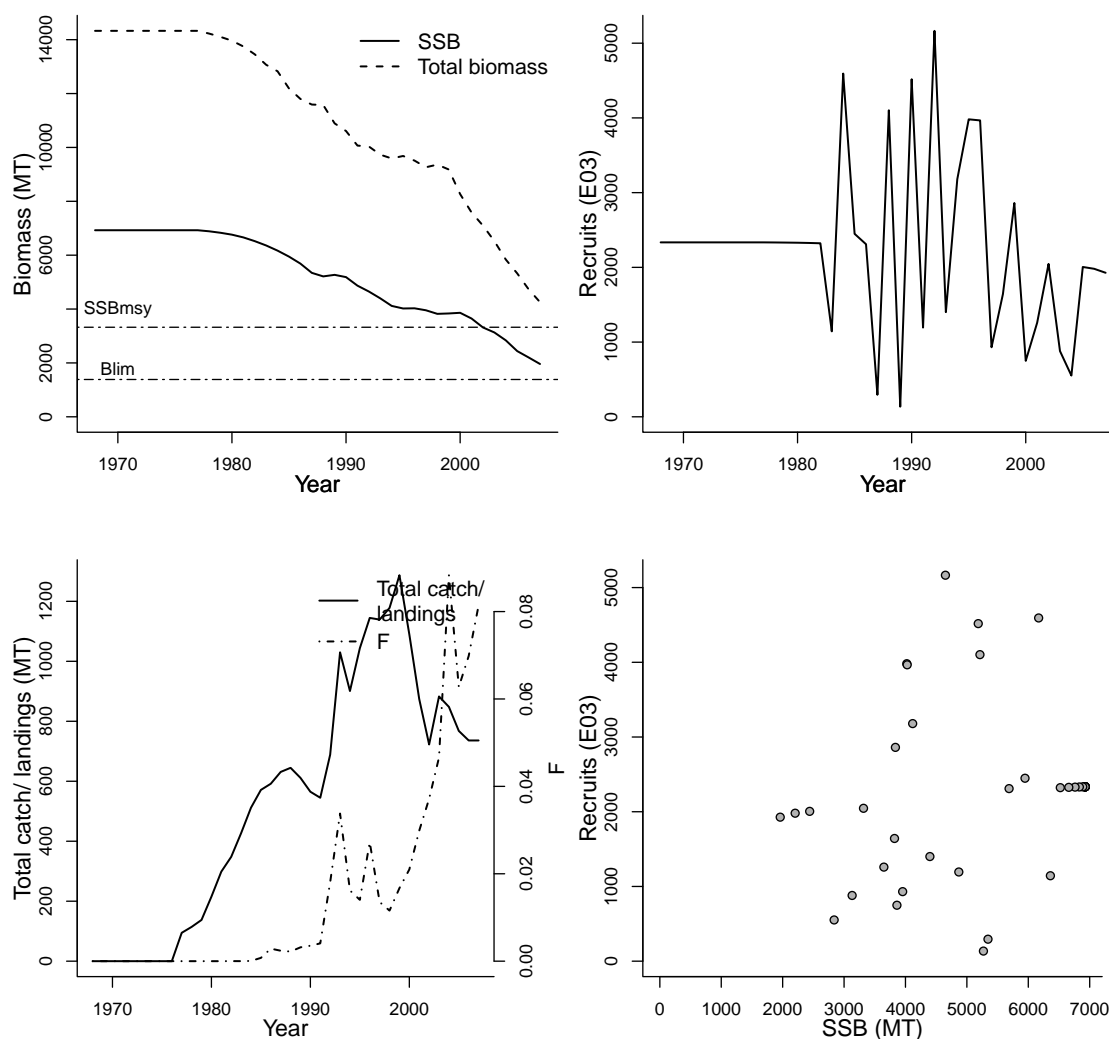 Biomass (MT)
14000
10000
6000
2000
0
SSB
Total biomass
SSBmsy
Blim
1970 1980 1990 2000
Year
Recruits (E03)
5000
4000
3000
2000
1000
0
1970 1980 1990 2000
Year
Total catch/ landings (MT)
1200
1000
800
600
400
200
0
Total catch/
landings
F
0.08
0.06
0.04
0.02
0.00
F
1970 1980 1990 2000
Year
Recruits (E03)
5000
4000
3000
2000
1000
0
0 1000 2000 3000 4000 5000 6000 7000
SSB (MT)